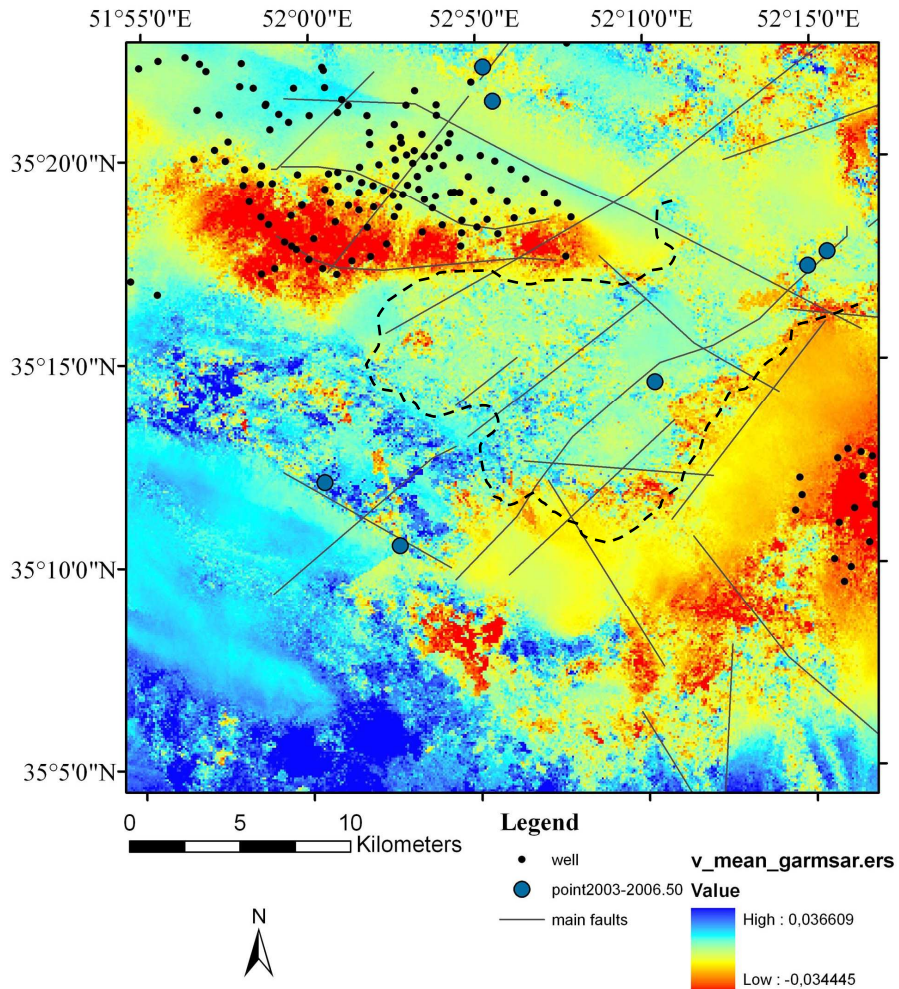 51°55'0"E 52°0'0"E 52°5'0"E 52°10'0"E 52°15'0"E
35°20'0"N
35°15'0"N
35°10'0"N
35°5'0"N
0 5 10
Kilometers
Legend
well
point2003-2006.50
main faults
v_mean_garmsar.ers
Value
High : 0,036609
Low : -0,034445
N